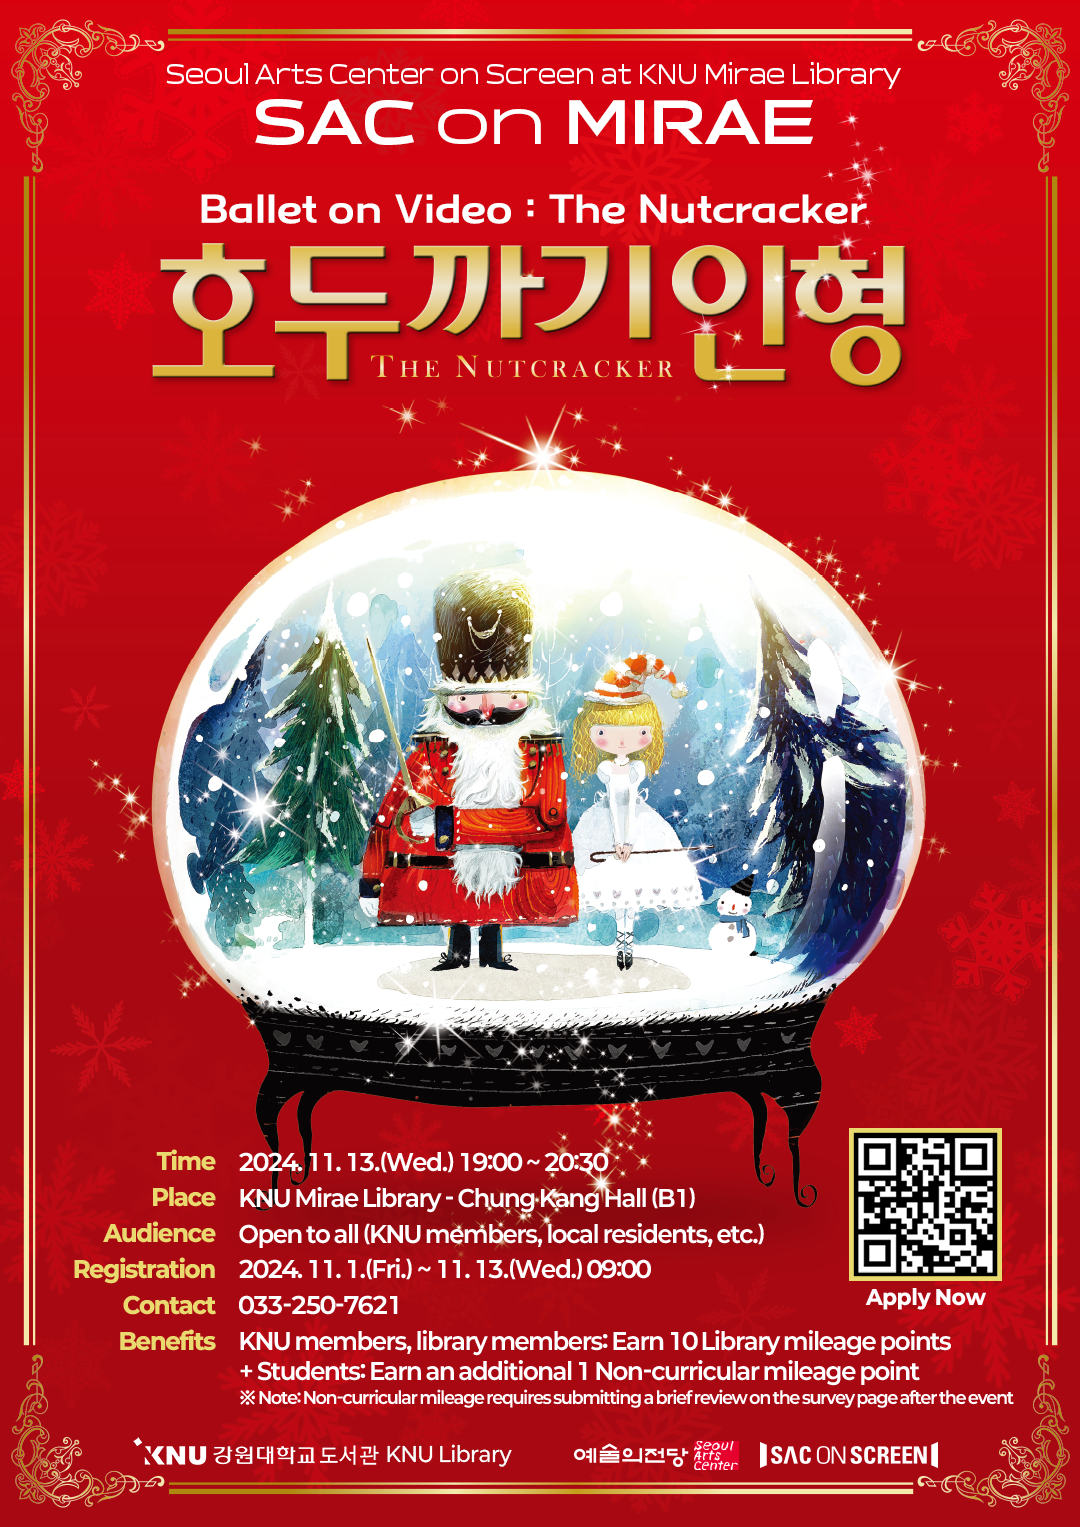 Seoul Arts Center on Screen at KNU Mirae Library
SAC on MIRAE
Ballet on Video : The Nutcracker
호두까기인형
THE NUTCRACKER
Time 2024. 11. 13.(Wed.) 19:00 ~ 20:30
Place KNU Mirae Library - Chung Kang Hall (B1)
Audience Open to all (KNU members, local residents, etc.)
Registration 2024. 11. 1.(Fri.) ~ 11. 13.(Wed.) 09:00
Contact 033-250-7621
Benefits KNU members, library members: Earn 10 Library mileage points
+ Students: Earn an additional 1 Non-curricular mileage point
※ Note: Non-curricular mileage requires submitting a brief review on the survey page after the event
Apply Now
KNU 강원대학교도서관 KNU Library
예술의전당 Seoul Arts Center
SAC ON SCREEN